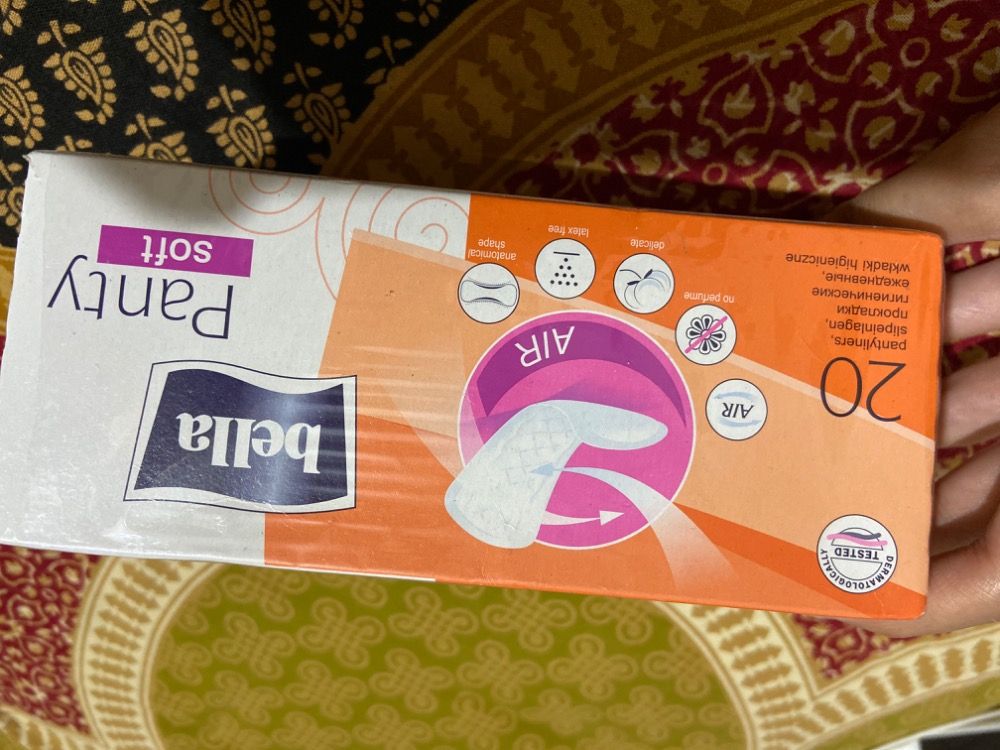 bella
Panty
soft
AIR
anatomical
shape
latex free
delicate
no perfume
AIR
20
pantyliners,
slipeinlagen,
прокладки
гигиенические
ежедневные,
wkładki higieniczne
DERMATOLOGICALLY
TESTED